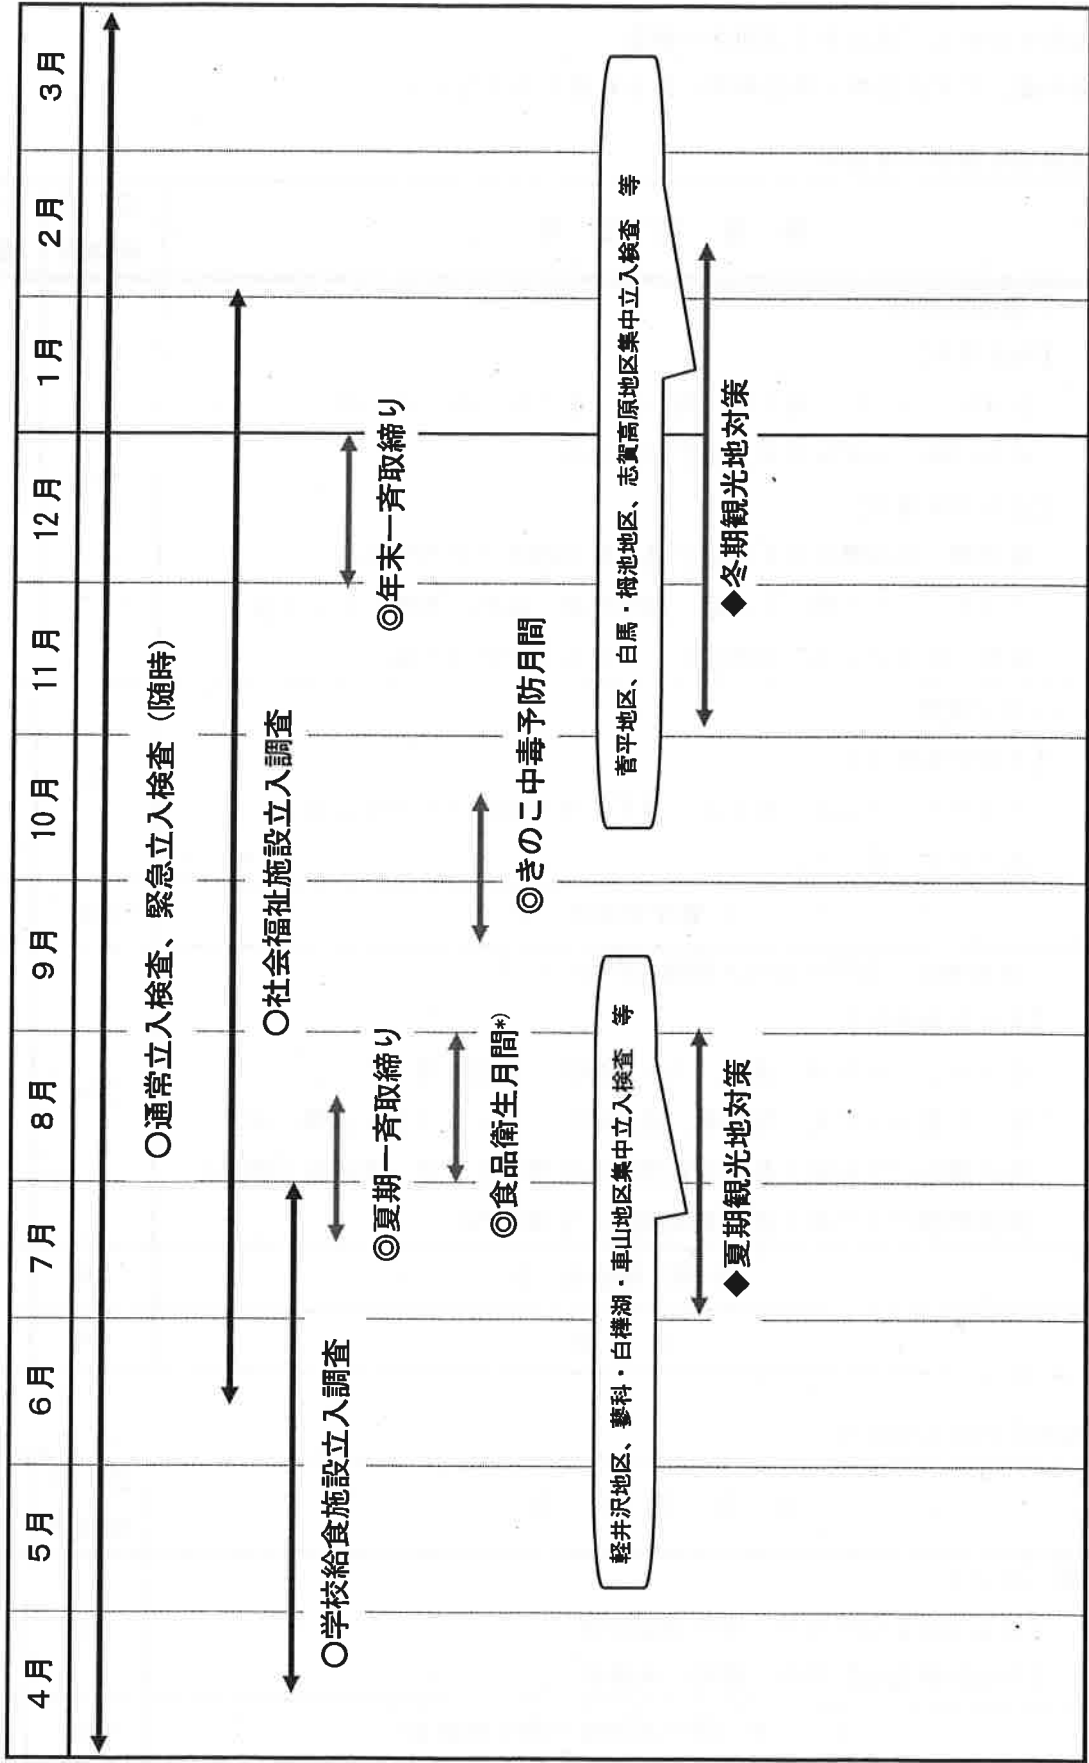 4月 5月 6月 7月 8月 9月 10月 11月 12月 1月 2月 3月
○通常立入検査、緊急立入検査（随時）
○社会福祉施設立入調査
○学校給食施設立入調査
◎夏期一斉取締り
◎年末一斉取締り
◎食品衛生月間*)
◎きのこ中毒予防月間
軽井沢地区、蓼科・白樺湖・車山地区集中立入検査　等
菅平地区、白馬・栂池地区、志賀高原地区集中立入検査　等
◆夏期観光地対策
◆冬期観光地対策